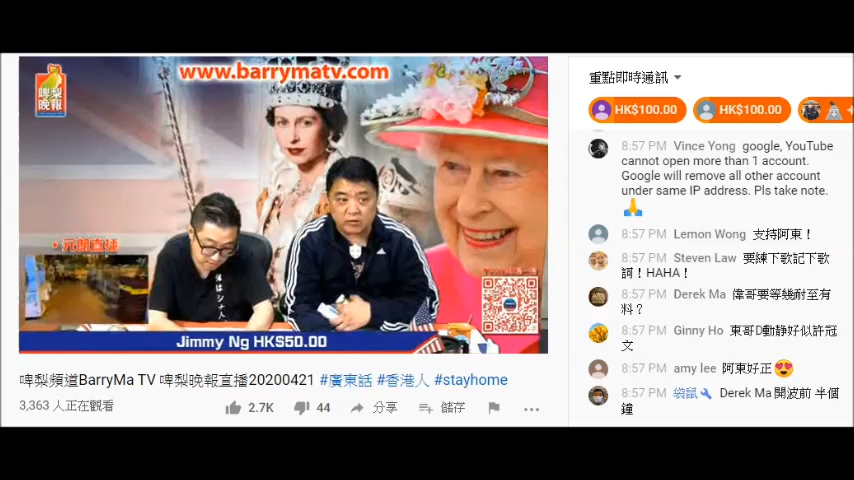 www.barrymatv.com
啤梨
晚報
元朗直播
Jimmy Ng HK$50.00
啤梨頻道BarryMa TV 啤梨晚報直播20200421 #廣東話 #香港人 #stayhome
3,363 人正在觀看
2.7K
44
分享
儲存
重點即時通訊
HK$100.00
HK$100.00
8:57 PM Vince Yong google, YouTube
cannot open more than 1 account.
Google will remove all other account
under same IP address. Pls take note.
8:57 PM Lemon Wong 支持阿東！
8:57 PM Steven Law 要練下歌記下歌
詞！HAHA！
8:57 PM Derek Ma 偉哥要等幾耐至有
料？
8:57 PM Ginny Ho 東哥D動靜好似許冠
文
8:57 PM amy lee 阿東好正
8:57 PM 袋鼠 Derek Ma開波前 半個
鐘